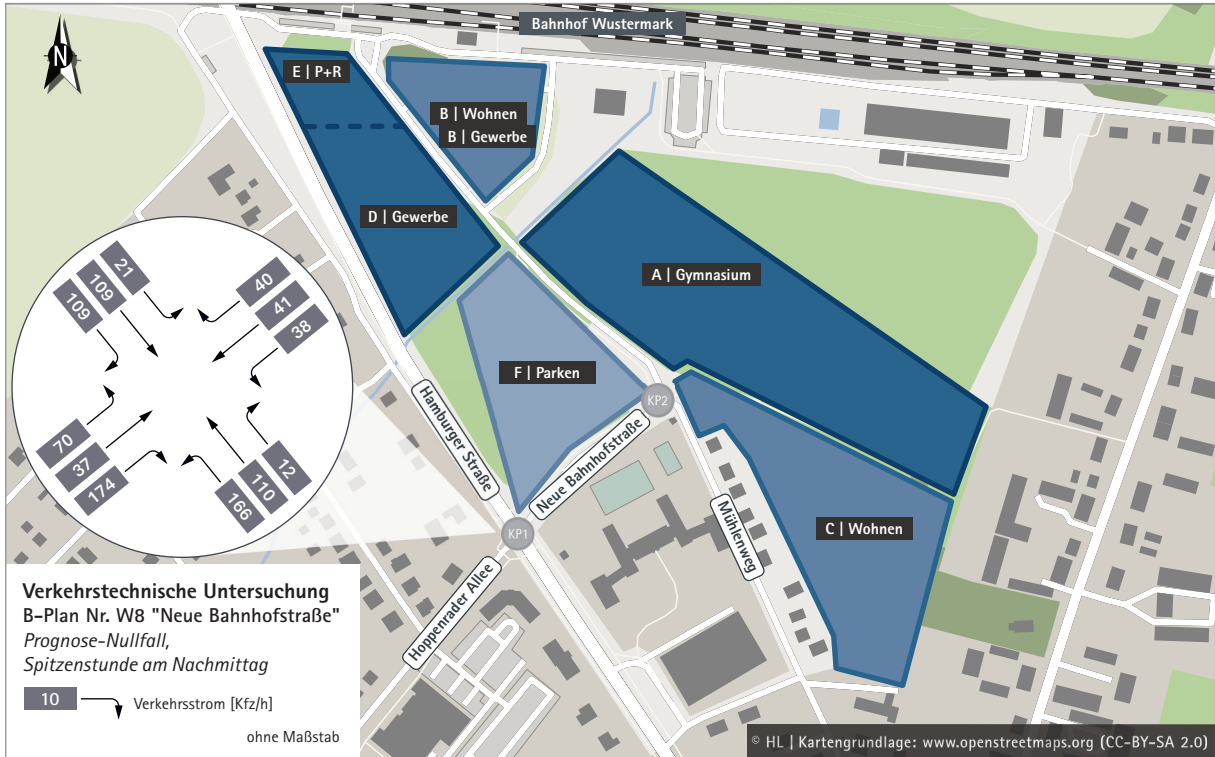 Bahnhof Wustermark
N
E | P+R
B | Wohnen
B | Gewerbe
D | Gewerbe
A | Gymnasium
F | Parken
C | Wohnen
KP2
KP1
Hamburger Straße
Neue Bahnhofstraße
Mühlenweg
Hoppenrader Allee
109
109
21
40
41
38
70
37
174
166
110
12
Verkehrstechnische Untersuchung
B-Plan Nr. W8 "Neue Bahnhofstraße"
Prognose-Nullfall,
Spitzenstunde am Nachmittag
10 Verkehrsstrom [Kfz/h]
ohne Maßstab
© HL | Kartengrundlage: www.openstreetmaps.org (CC-BY-SA 2.0)